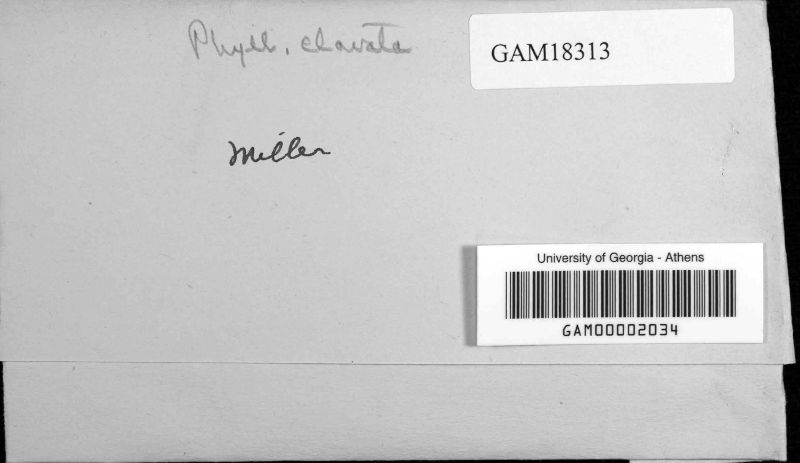 Phyll. clavata
GAM18313
Miller
University of Georgia - Athens
GAM00002034